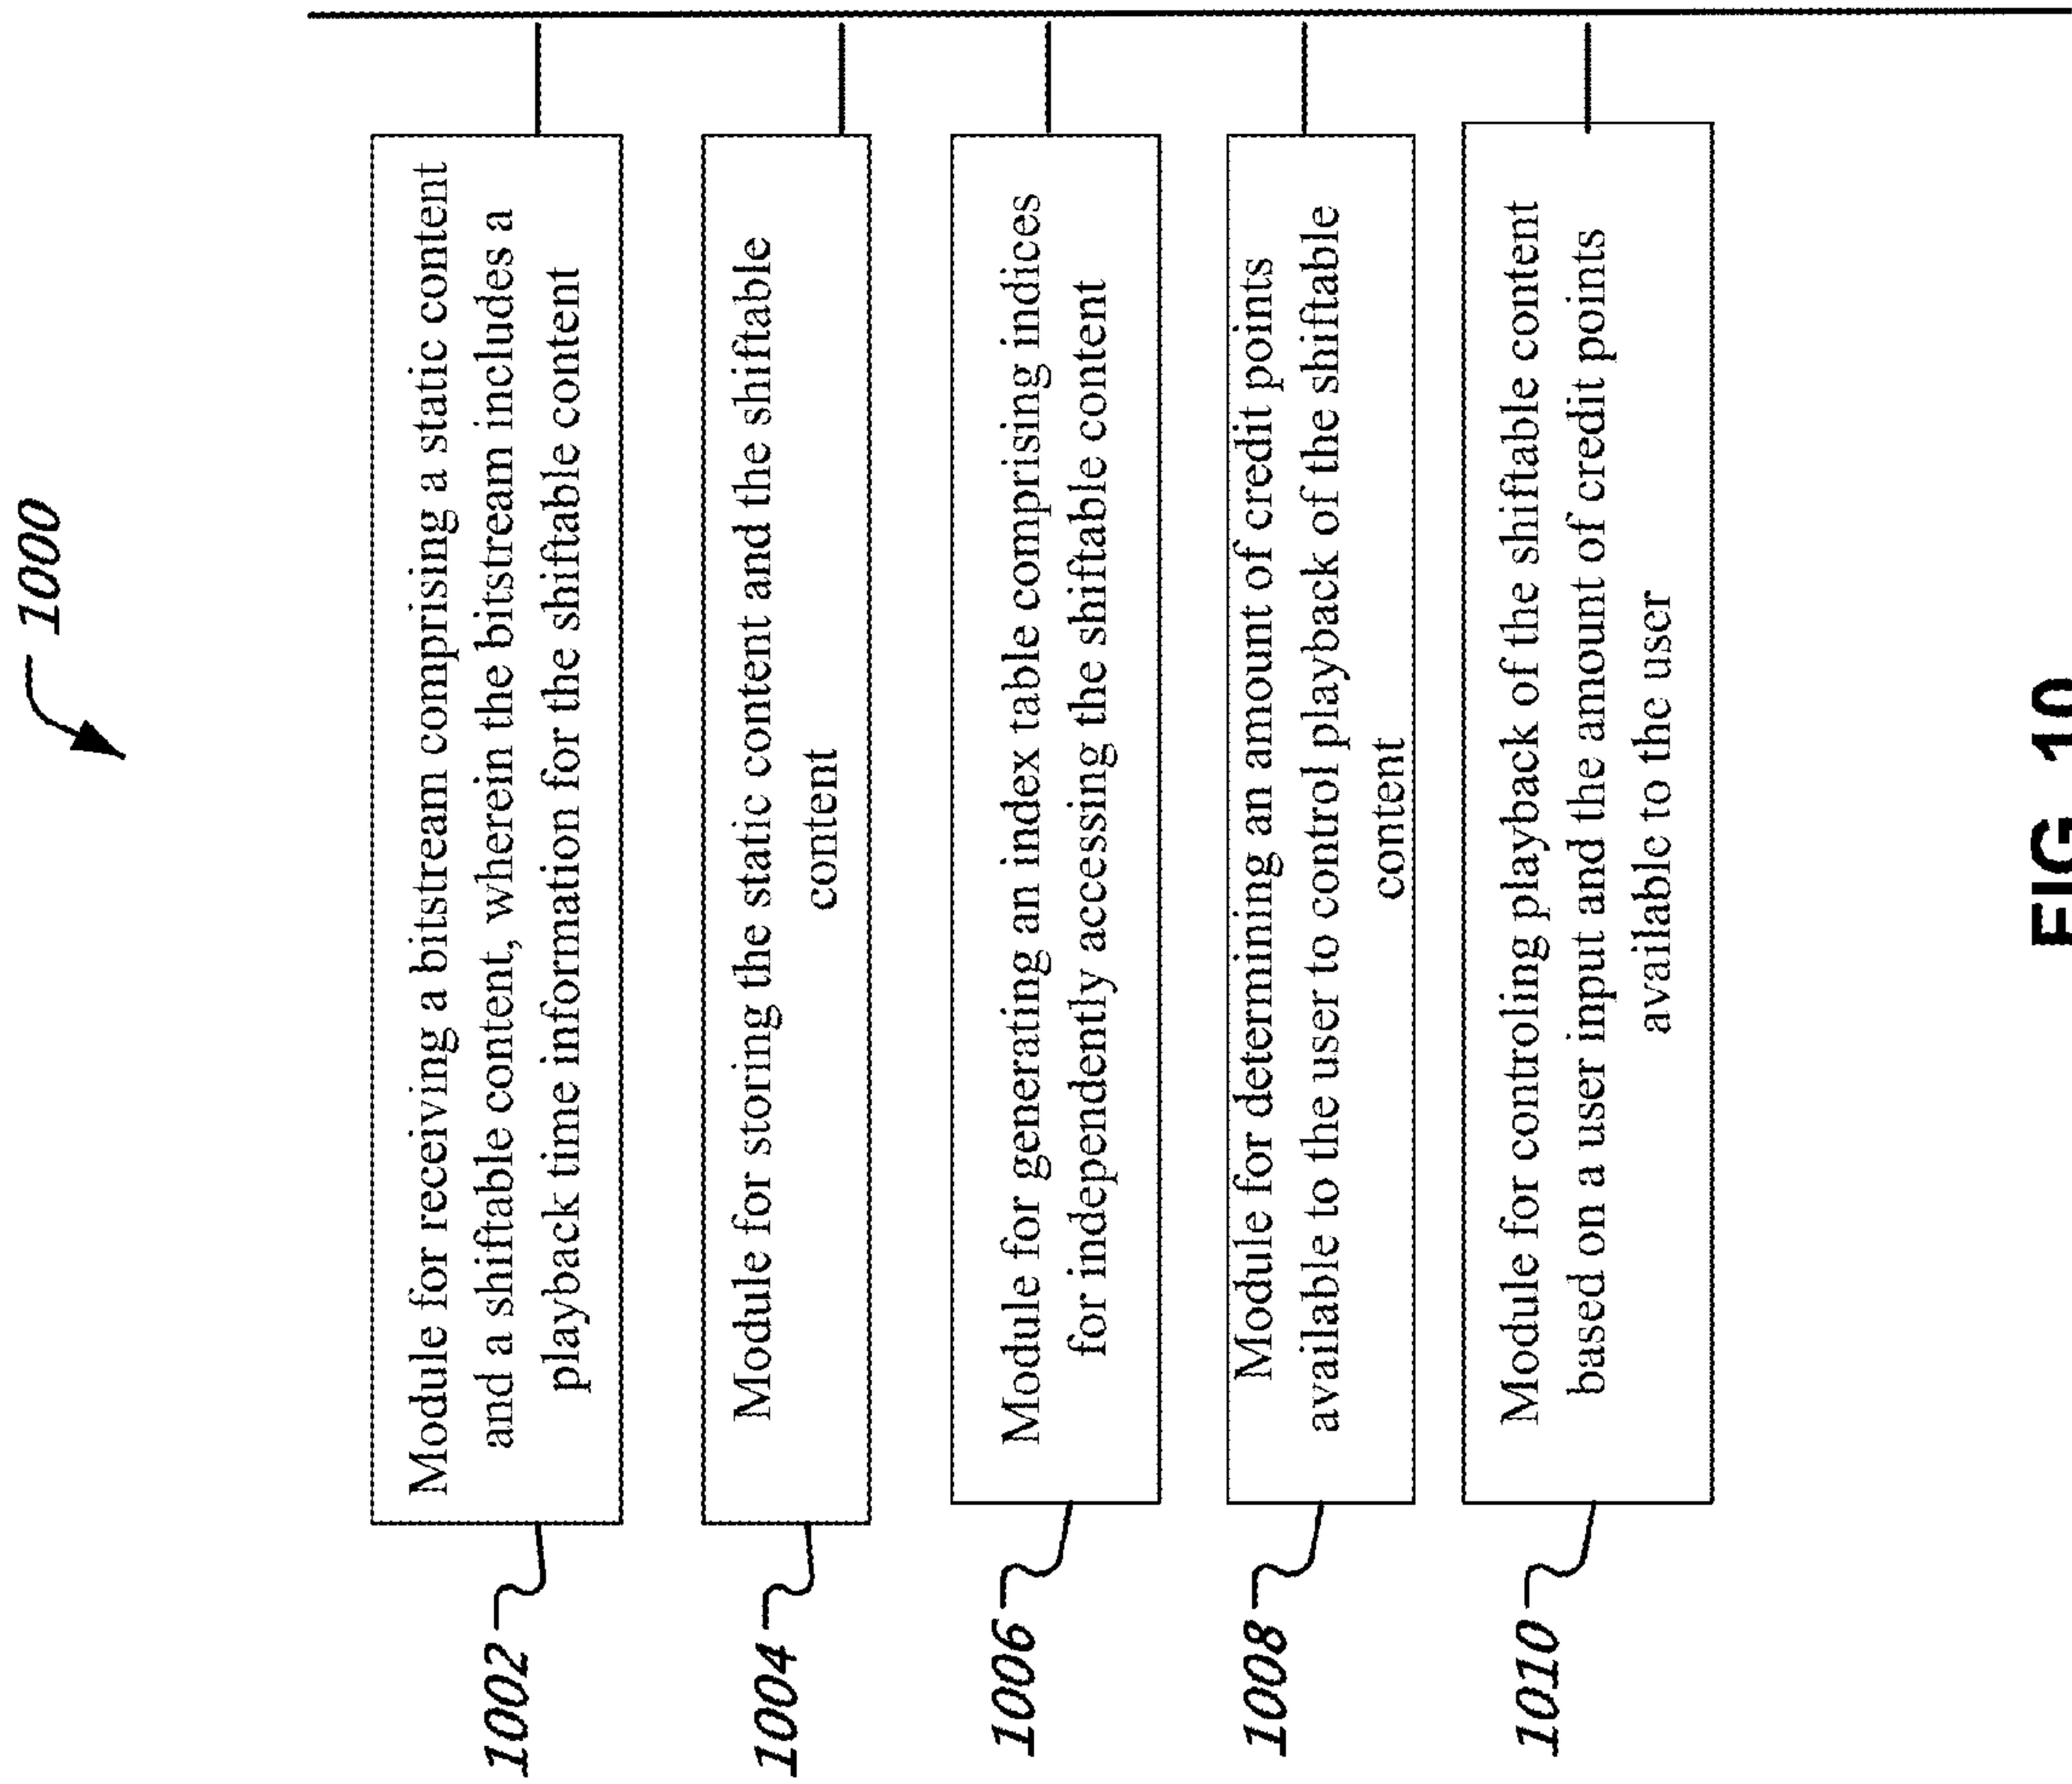 1000
1002
Module for receiving a bitstream comprising a static content
and a shiftable content, wherein the bitstream includes a
playback time information for the shiftable content
1004
Module for storing the static content and the shiftable
content
1006
Module for generating an index table comprising indices
for independently accessing the shiftable content
1008
Module for determining an amount of credit points
available to the user to control playback of the shiftable
content
1010
Module for controling playback of the shiftable content
based on a user input and the amount of credit points
available to the user
FIG 10